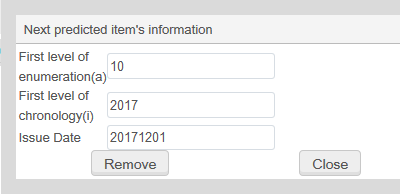 Next predicted item's information
First level of
enumeration(a) 10
First level of
chronology(i) 2017
Issue Date 20171201
Remove Close